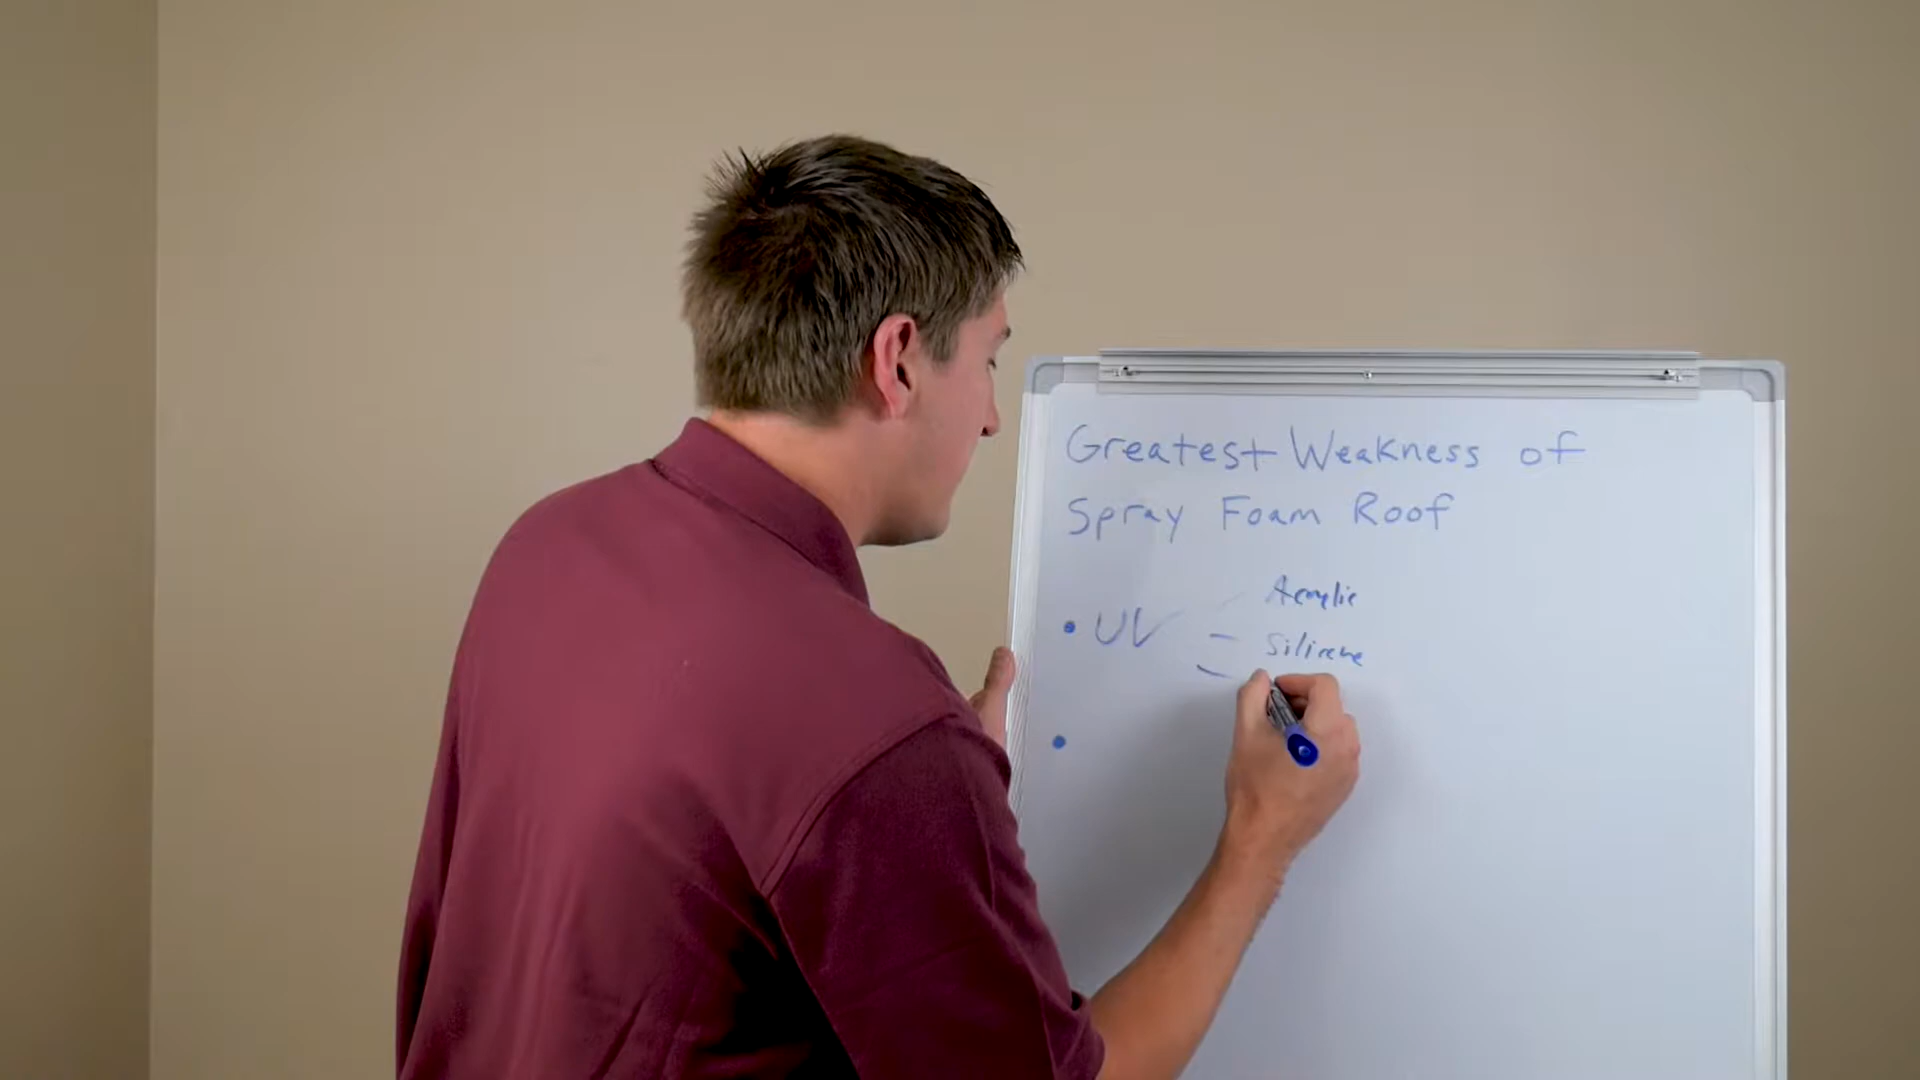 Greatest Weakness of
Spray Foam Roof
• UV
Acrylic
Silicone
•